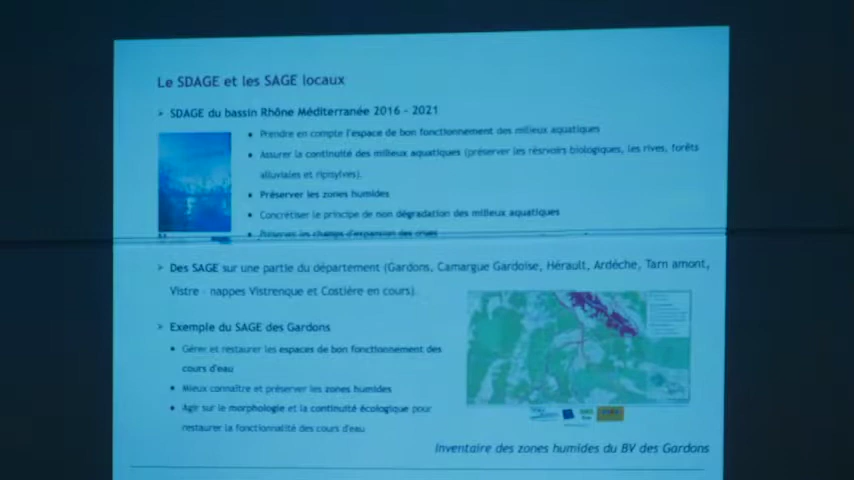 Le SDAGE et les SAGE locaux
➢ SDAGE du bassin Rhône Méditerranée 2016 - 2021
• Prendre en compte l'espace de bon fonctionnement des milieux aquatiques
• Assurer la continuité des milieux aquatiques (préserver les résrvoirs biologiques, les rives, forêts
alluviales et ripisylves).
• Préserver les zones humides
• Concrétiser le principe de non dégradation des milieux aquatiques
• Préserver les champs d'expansion des crues
➢ Des SAGE sur une partie du département (Gardons, Camargue Gardoise, Hérault, Ardèche, Tarn amont,
Vistre - nappes Vistrenque et Costière en cours).
➢ Exemple du SAGE des Gardons
• Gérer et restaurer les espaces de bon fonctionnement des
cours d'eau
• Mieux connaître et préserver les zones humides
• Agir sur la morphologie et la continuité écologique pour
restaurer la fonctionnalité des cours d'eau
Inventaire des zones humides du BV des Gardons